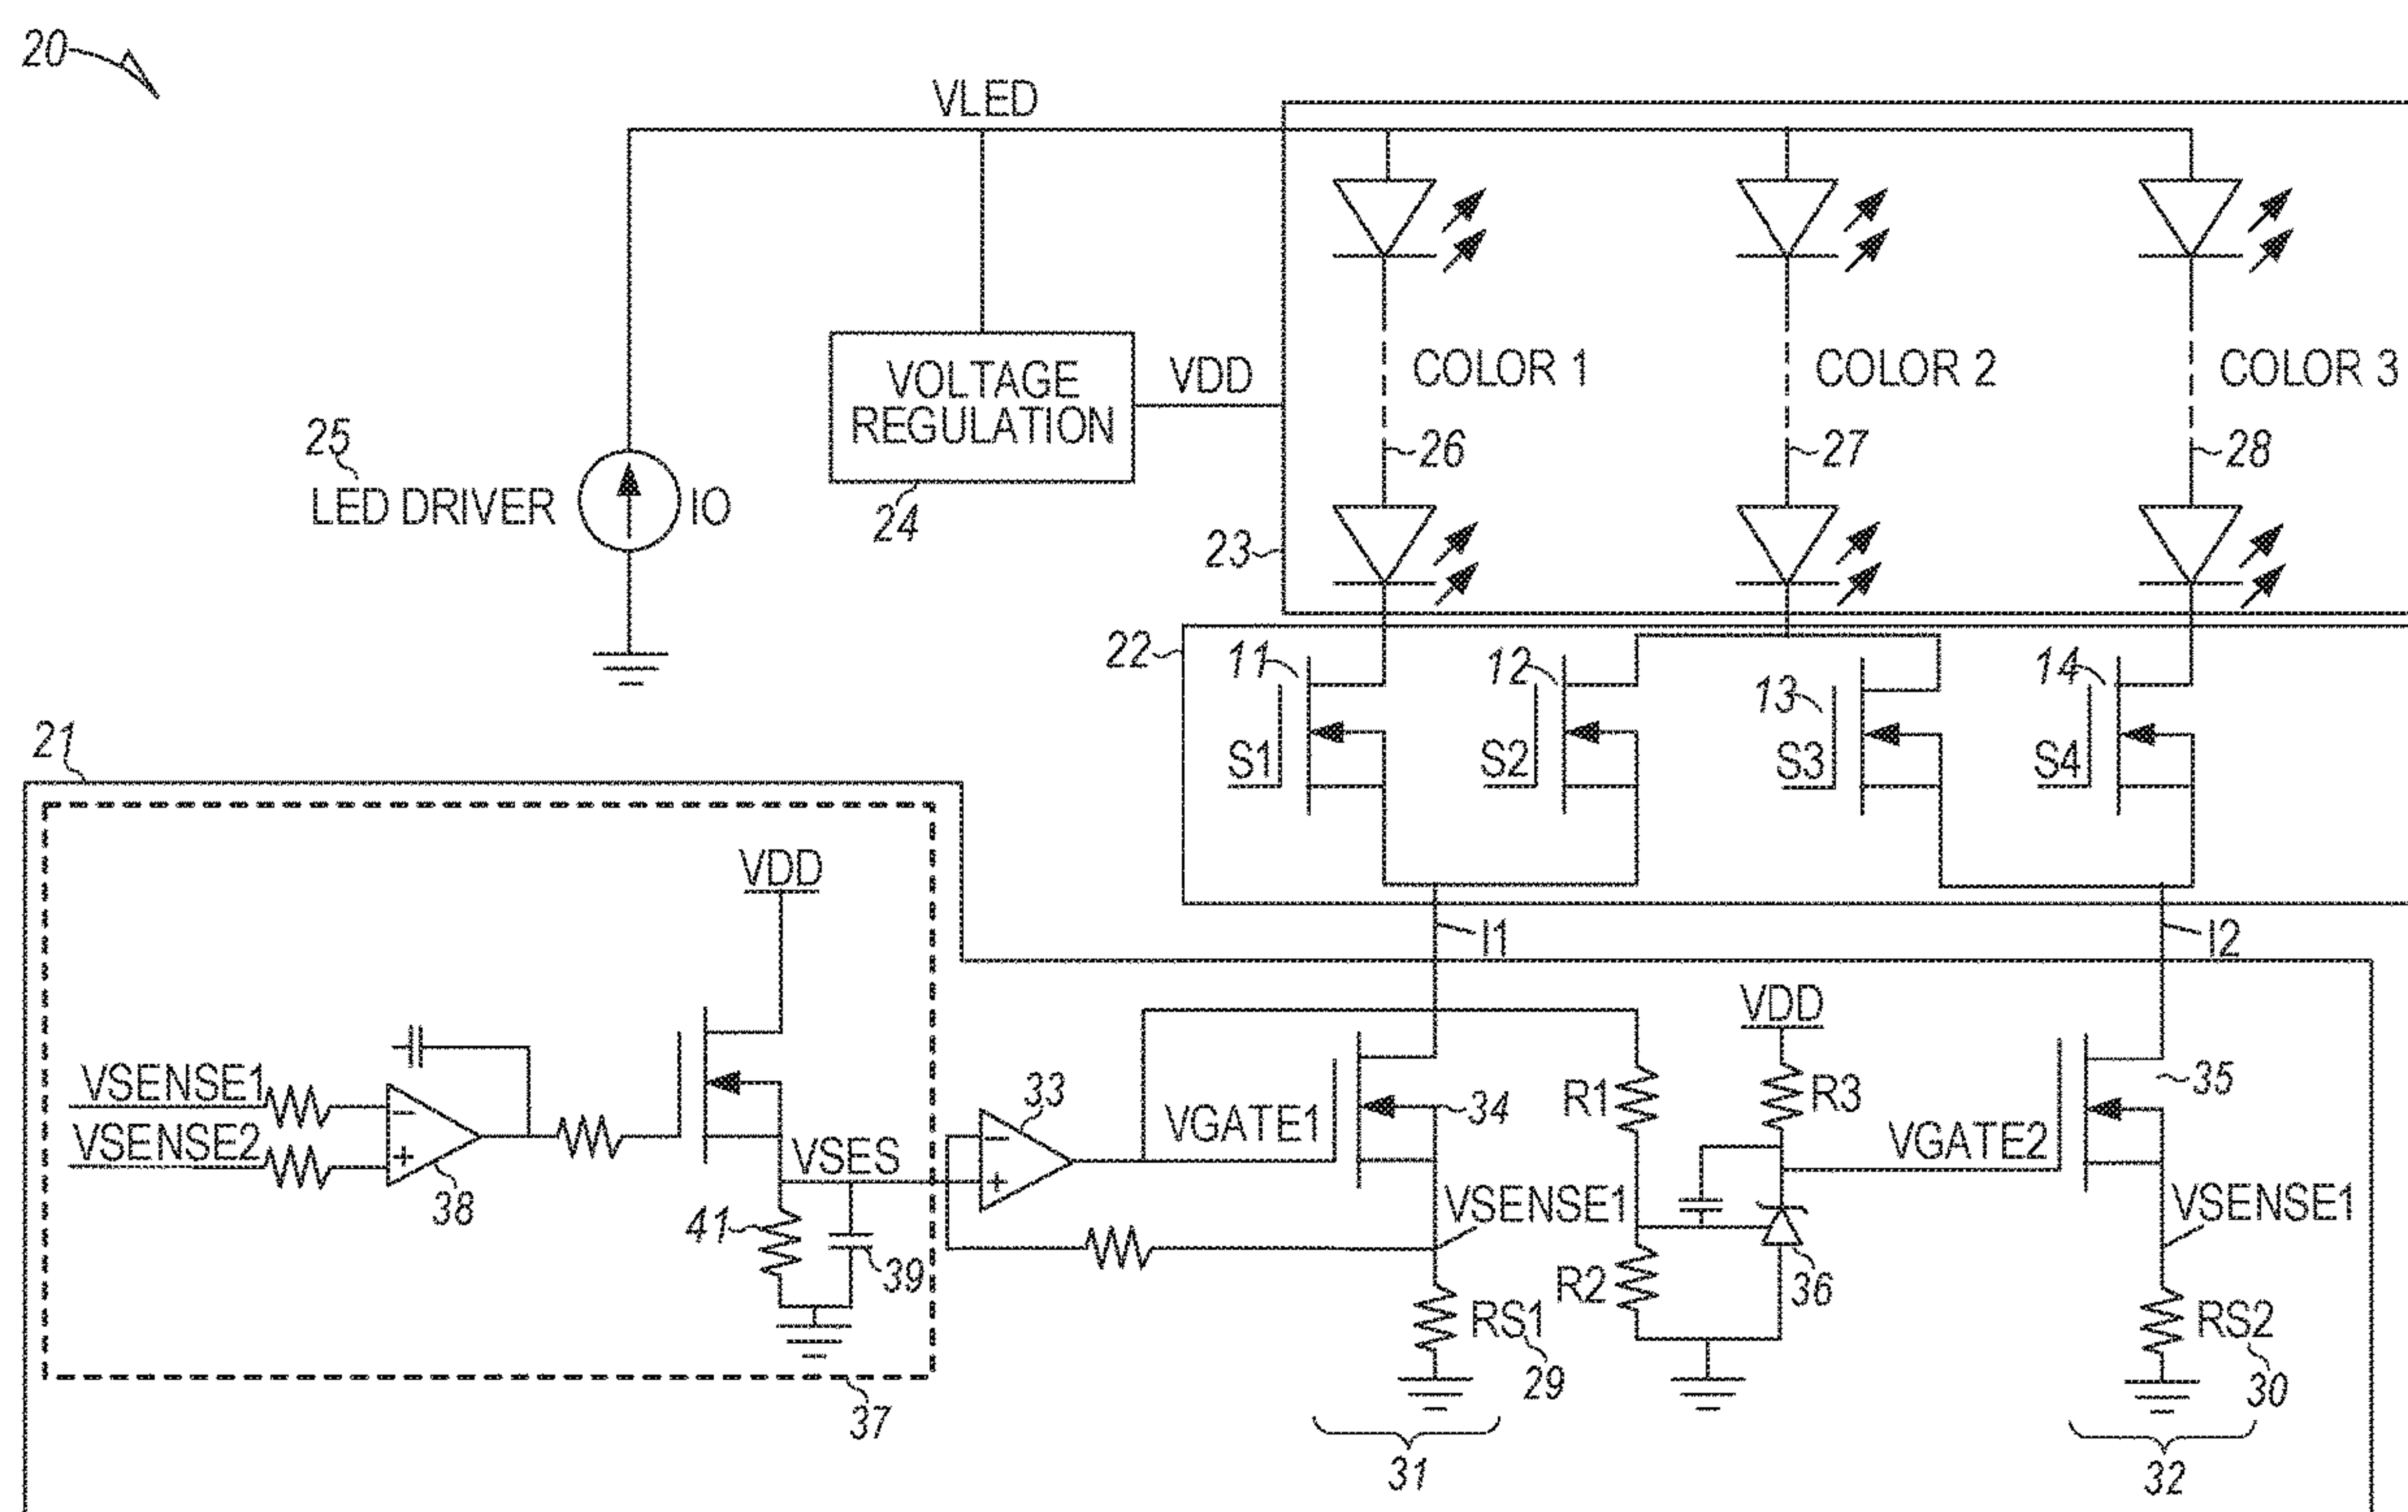 20
VLED
VOLTAGE
REGULATION
VDD
24
25
LED DRIVER
IO
COLOR 1
COLOR 2
COLOR 3
26
27
28
23
22
11
12
13
14
S1
S2
S3
S4
21
I1
I2
VDD
VSENSE1
VSENSE2
−
+
38
VSES
41
39
37
33
−
+
VGATE1
34
VSENSE1
RS1
29
31
R1
R2
VDD
R3
36
VGATE2
35
VSENSE1
RS2
30
32